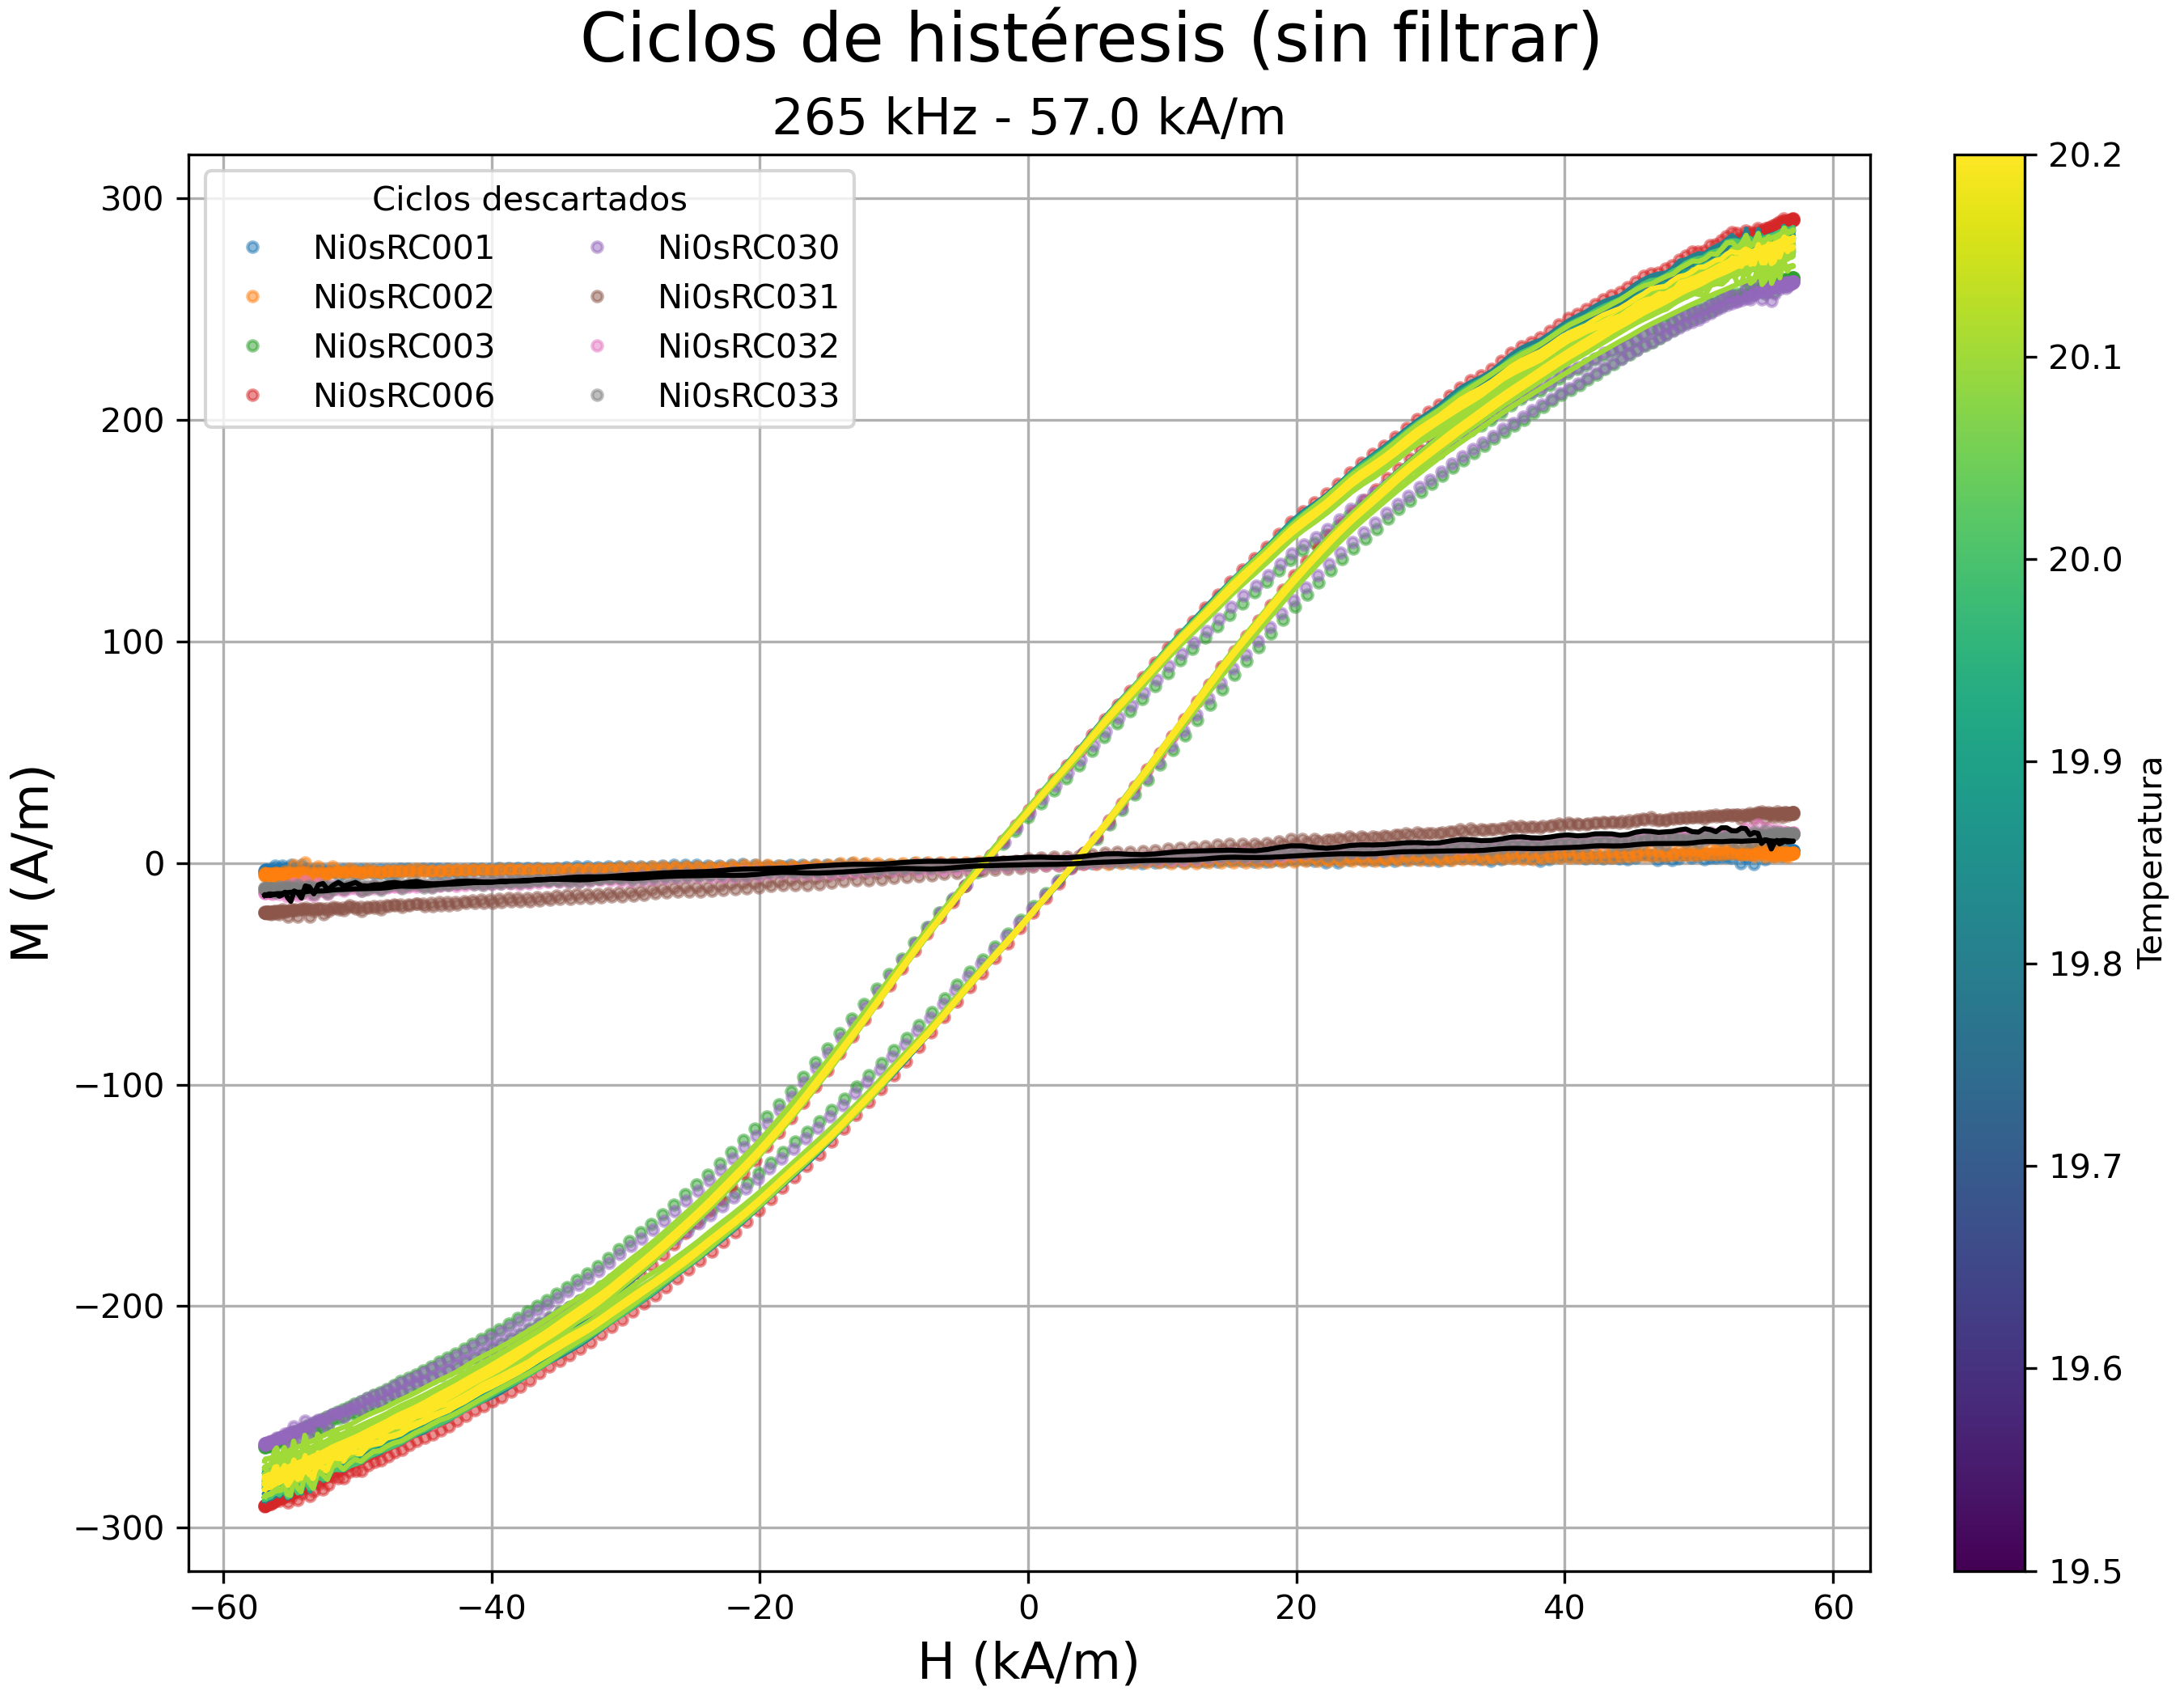 Ciclos de histéresis (sin filtrar)
265 kHz - 57.0 kA/m
Ciclos descartados
Ni0sRC001
Ni0sRC002
Ni0sRC003
Ni0sRC006
Ni0sRC030
Ni0sRC031
Ni0sRC032
Ni0sRC033
M (A/m)
300
200
100
0
−100
−200
−300
−60
−40
−20
0
20
40
60
H (kA/m)
20.2
20.1
20.0
19.9
19.8
19.7
19.6
19.5
Temperatura